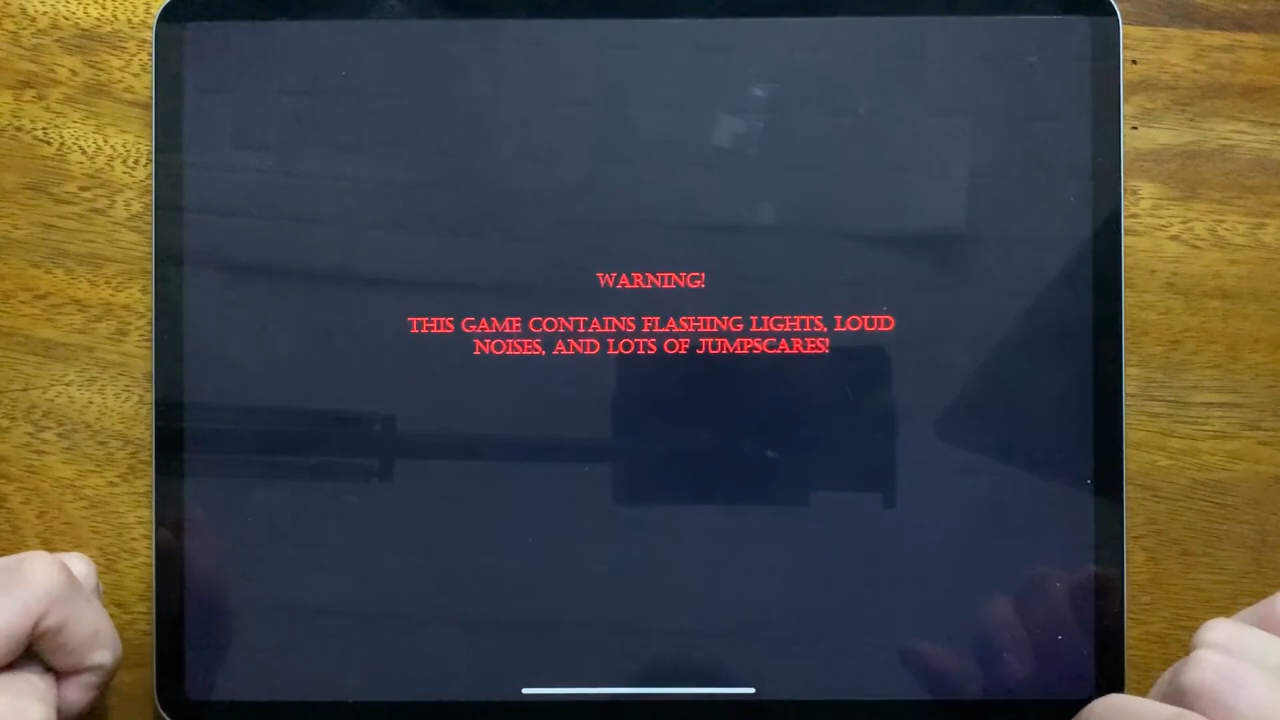 WARNING!
THIS GAME CONTAINS FLASHING LIGHTS, LOUD
NOISES, AND LOTS OF JUMPSCARES!